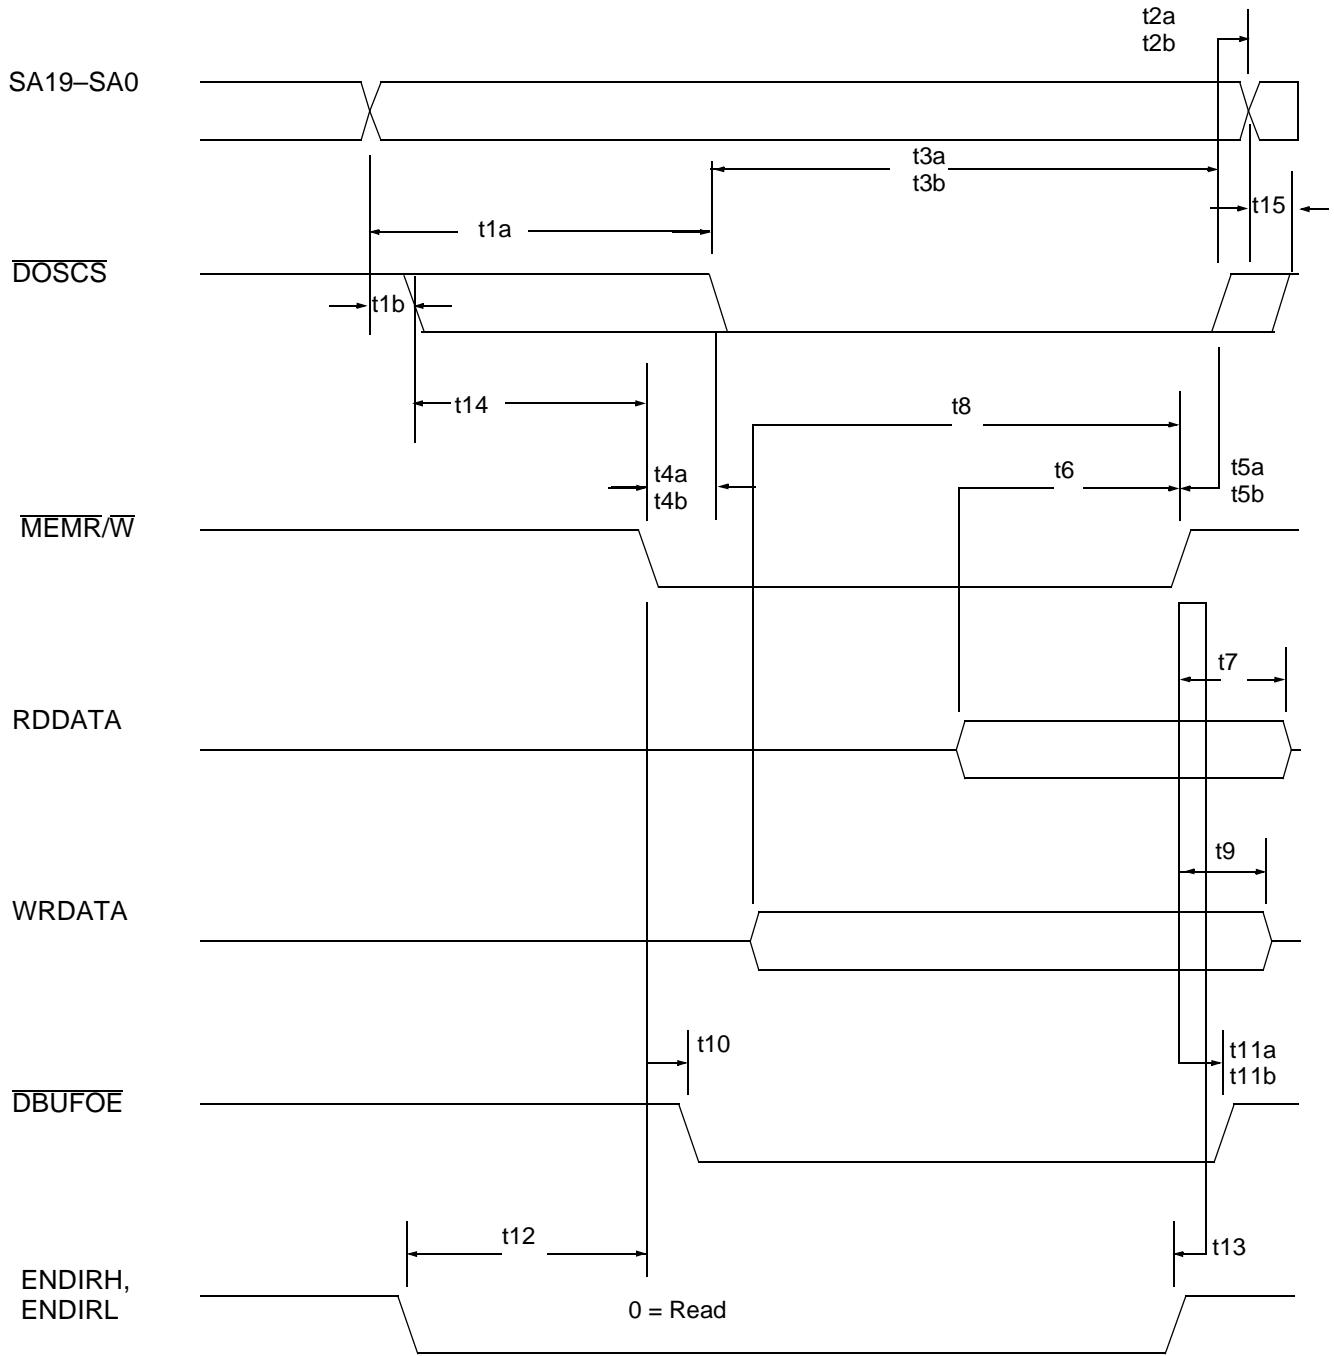 t2a
t2b
SA19–SA0
t3a
t3b
t15
t1a
DOSCS
t1b
t14
t8
t4a
t4b
t6
t5a
t5b
MEMR/W
t7
RDDATA
t9
WRDATA
t10
t11a
t11b
DBUFOE
t12
t13
ENDIRH,
ENDIRL
0 = Read